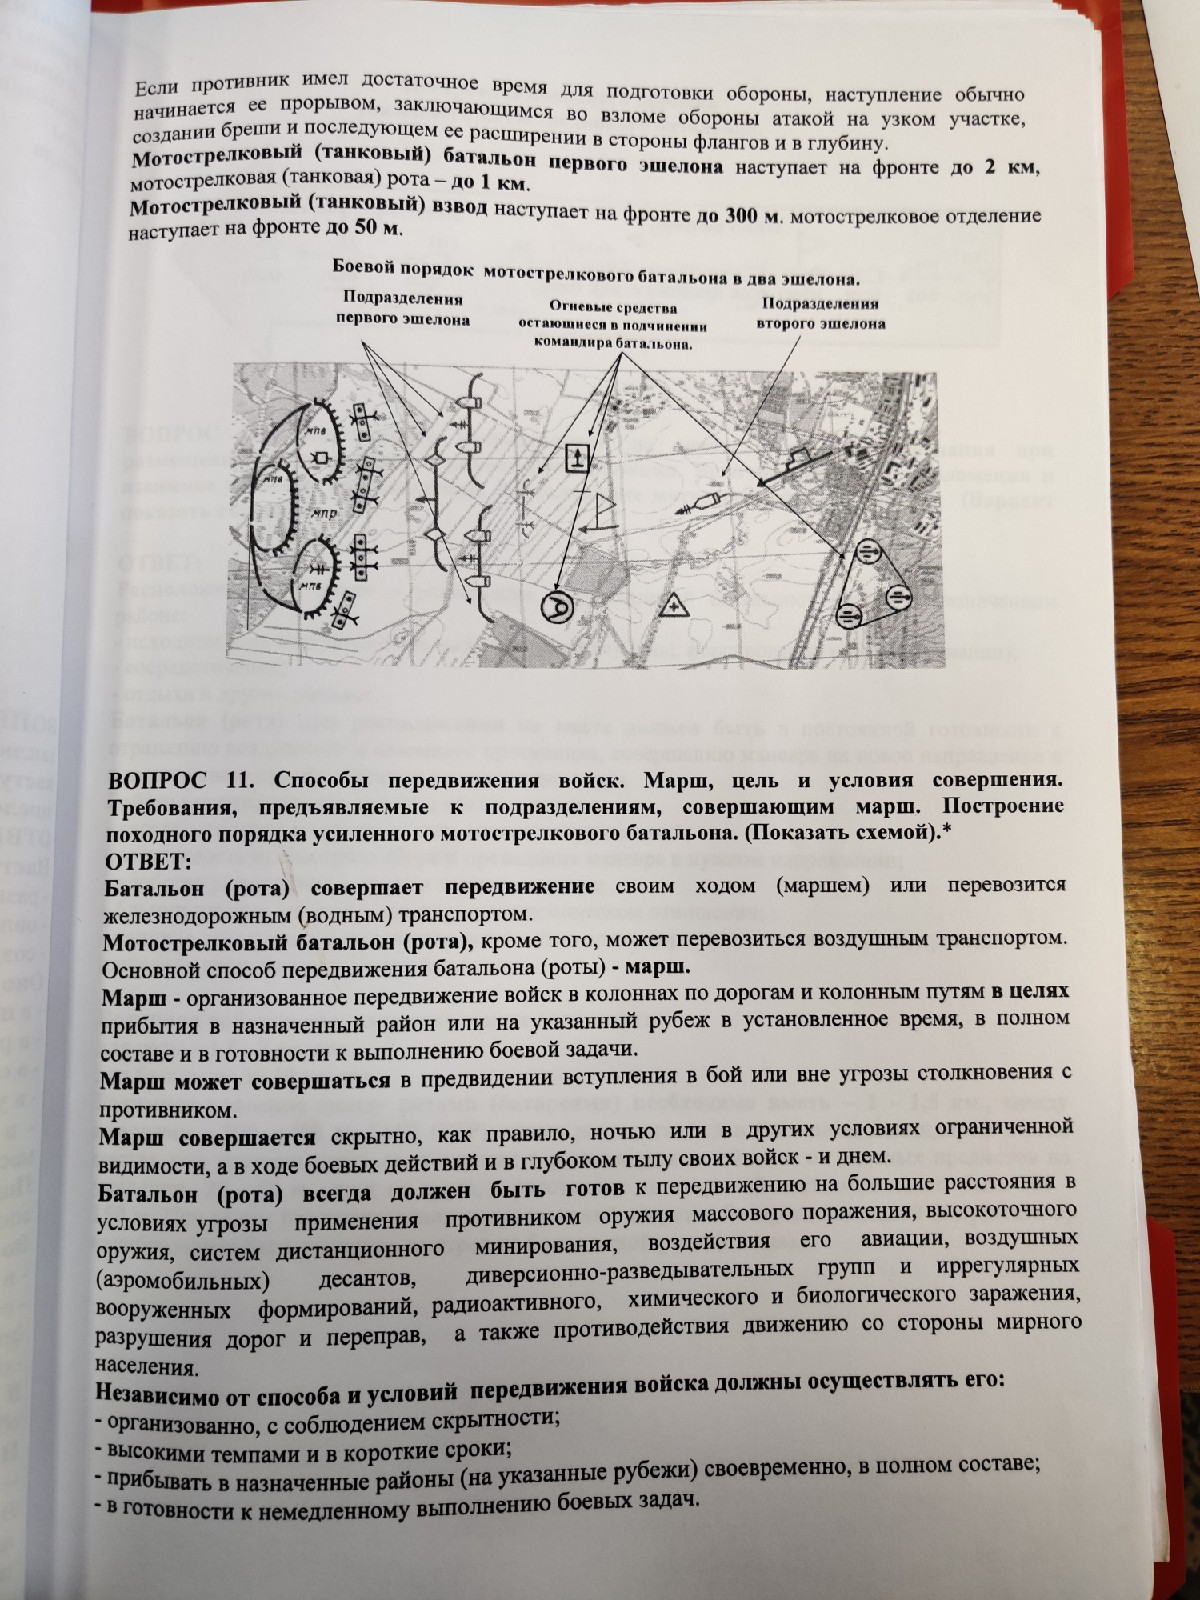 Если противник имел достаточное время для подготовки обороны, наступление обычно
начинается ее прорывом, заключающимся во взломе обороны атакой на узком участке,
создании бреши и последующем ее расширении в стороны флангов и в глубину.
Мотострелковый (танковый) батальон первого эшелона наступает на фронте до 2 км,
мотострелковая (танковая) рота – до 1 км.
Мотострелковый (танковый) взвод наступает на фронте до 300 м. мотострелковое отделение
наступает на фронте до 50 м.
Боевой порядок мотострелкового батальона в два эшелона.
Подразделения
первого эшелона
Огневые средства
остающиеся в подчинении
командира батальона.
Подразделения
второго эшелона
мпв
мпв
мпр
мпв
ВОПРОС 11. Способы передвижения войск. Марш, цель и условия совершения.
Требования, предъявляемые к подразделениям, совершающим марш. Построение
походного порядка усиленного мотострелкового батальона. (Показать схемой).*
ОТВЕТ:
Батальон (рота) совершает передвижение своим ходом (маршем) или перевозится
железнодорожным (водным) транспортом.
Мотострелковый батальон (рота), кроме того, может перевозиться воздушным транспортом.
Основной способ передвижения батальона (роты) - марш.
Марш - организованное передвижение войск в колоннах по дорогам и колонным путям в целях
прибытия в назначенный район или на указанный рубеж в установленное время, в полном
составе и в готовности к выполнению боевой задачи.
Марш может совершаться в предвидении вступления в бой или вне угрозы столкновения с
противником.
Марш совершается скрытно, как правило, ночью или в других условиях ограниченной
видимости, а в ходе боевых действий и в глубоком тылу своих войск - и днем.
Батальон (рота) всегда должен быть готов к передвижению на большие расстояния в
условиях угрозы применения противником оружия массового поражения, высокоточного
оружия, систем дистанционного минирования, воздействия его авиации, воздушных
(аэромобильных) десантов, диверсионно-разведывательных групп и иррегулярных
вооруженных формирований, радиоактивного, химического и биологического заражения,
разрушения дорог и переправ, а также противодействия движению со стороны мирного
населения.
Независимо от способа и условий передвижения войска должны осуществлять его:
- организованно, с соблюдением скрытности;
- высокими темпами и в короткие сроки;
- прибывать в назначенные районы (на указанные рубежи) своевременно, в полном составе;
- в готовности к немедленному выполнению боевых задач.